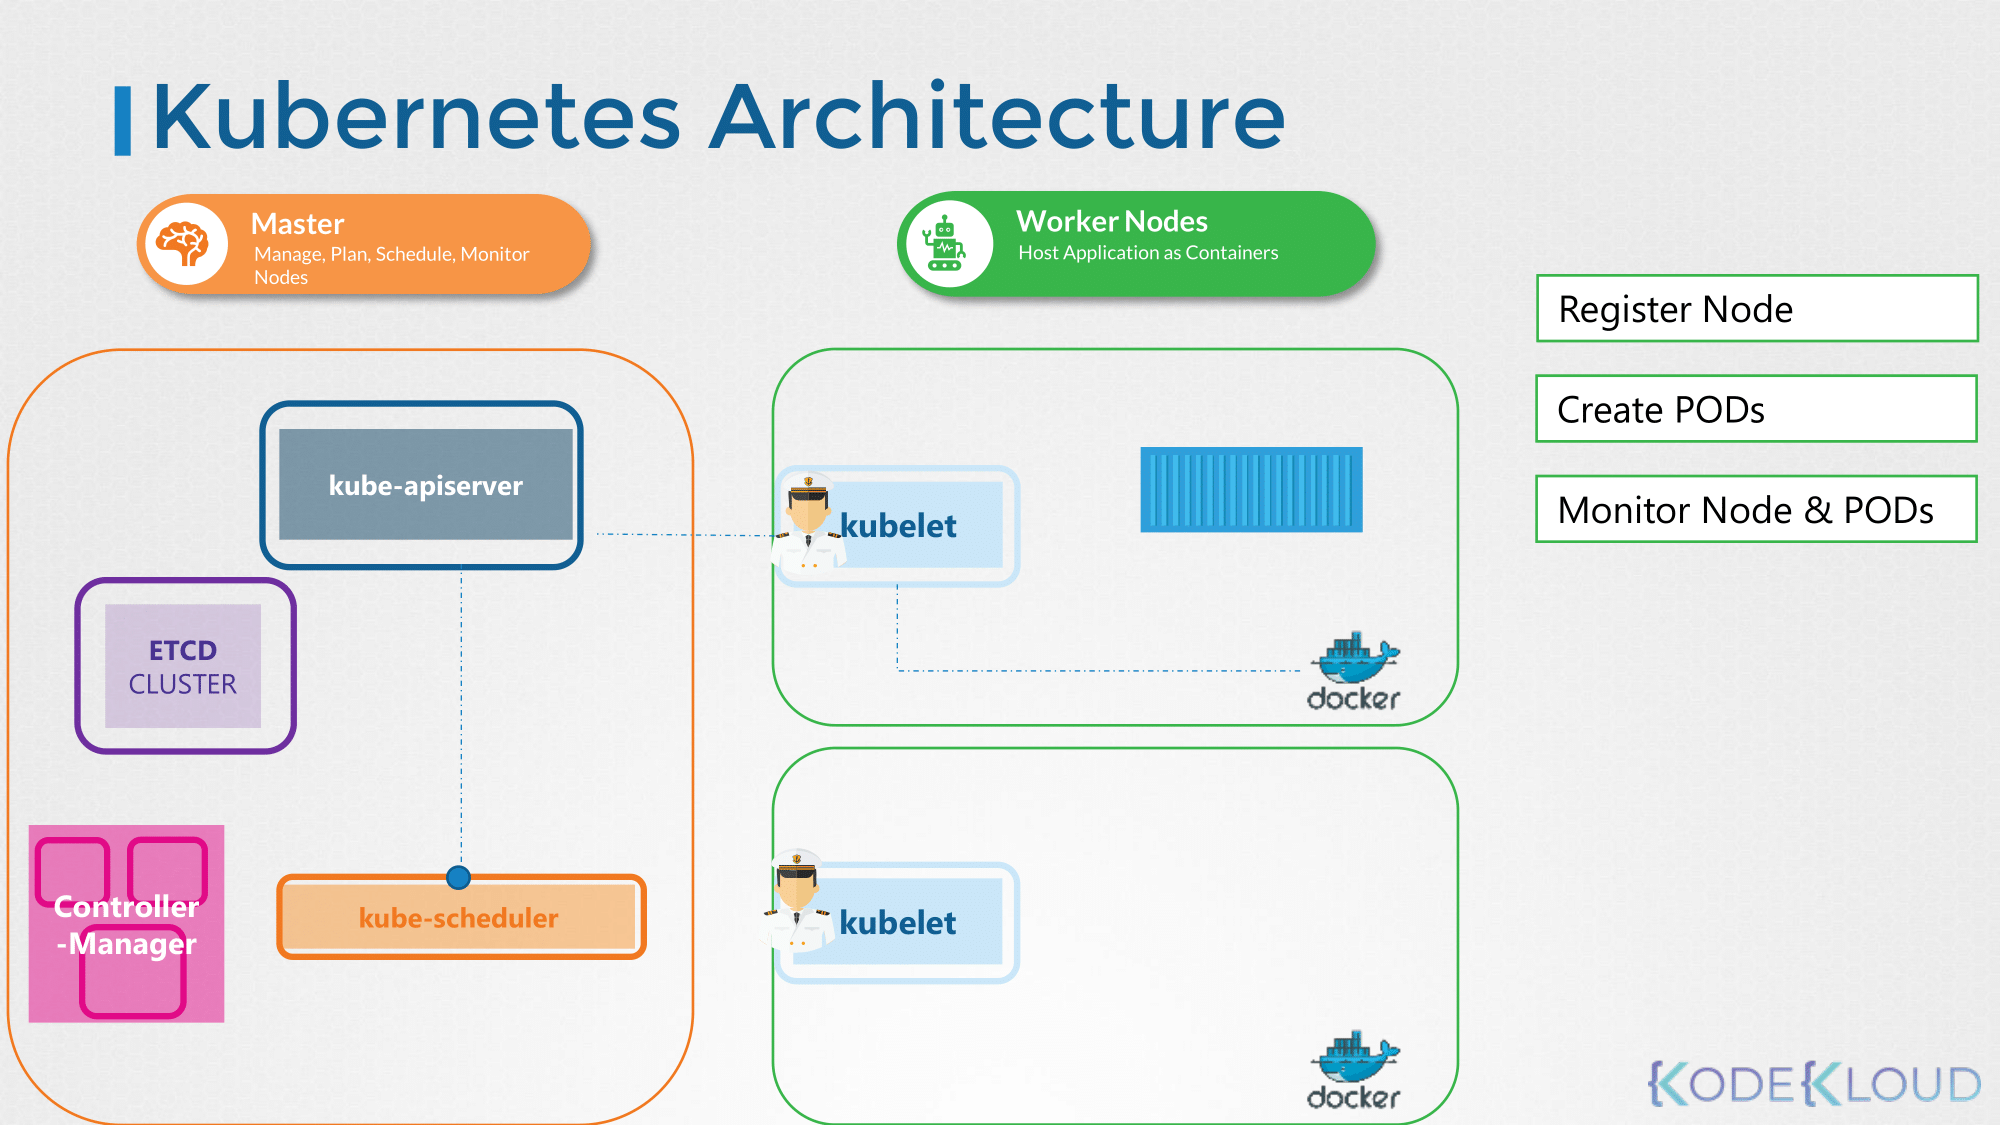 Kubernetes Architecture
Master
Manage, Plan, Schedule, Monitor
Nodes
Worker Nodes
Host Application as Containers
Register Node
Create PODs
Monitor Node & PODs
kube-apiserver
kubelet
docker
ETCD
CLUSTER
Controller
-Manager
kube-scheduler
kubelet
docker
KODEKLOUD